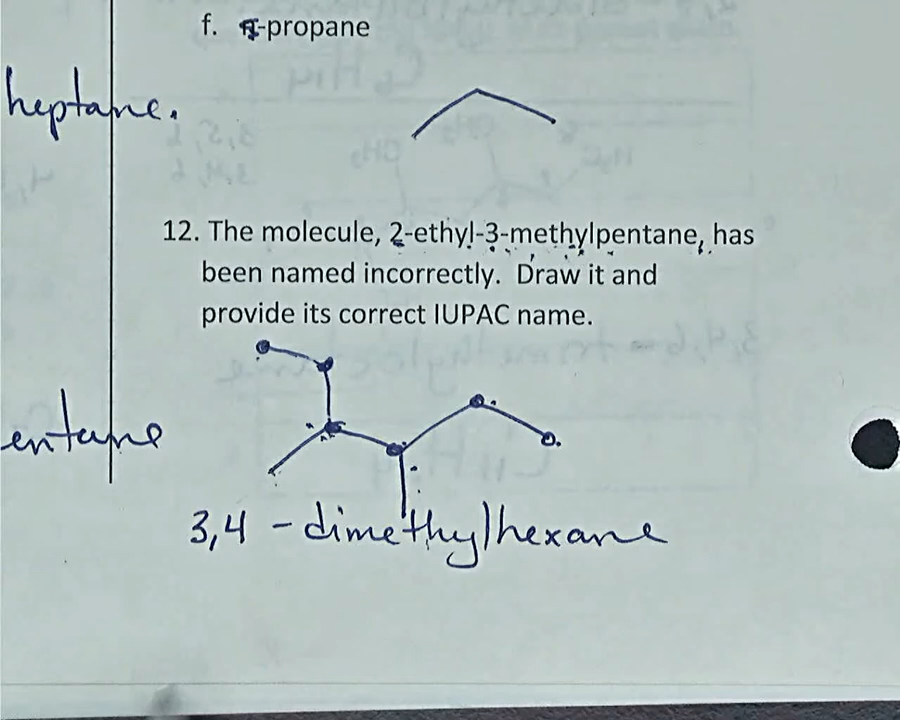 f. -propane
heptane.
12. The molecule, 2-ethyl-3-methylpentane, has
been named incorrectly. Draw it and
provide its correct IUPAC name.
entane
3,4 - dimethylhexane